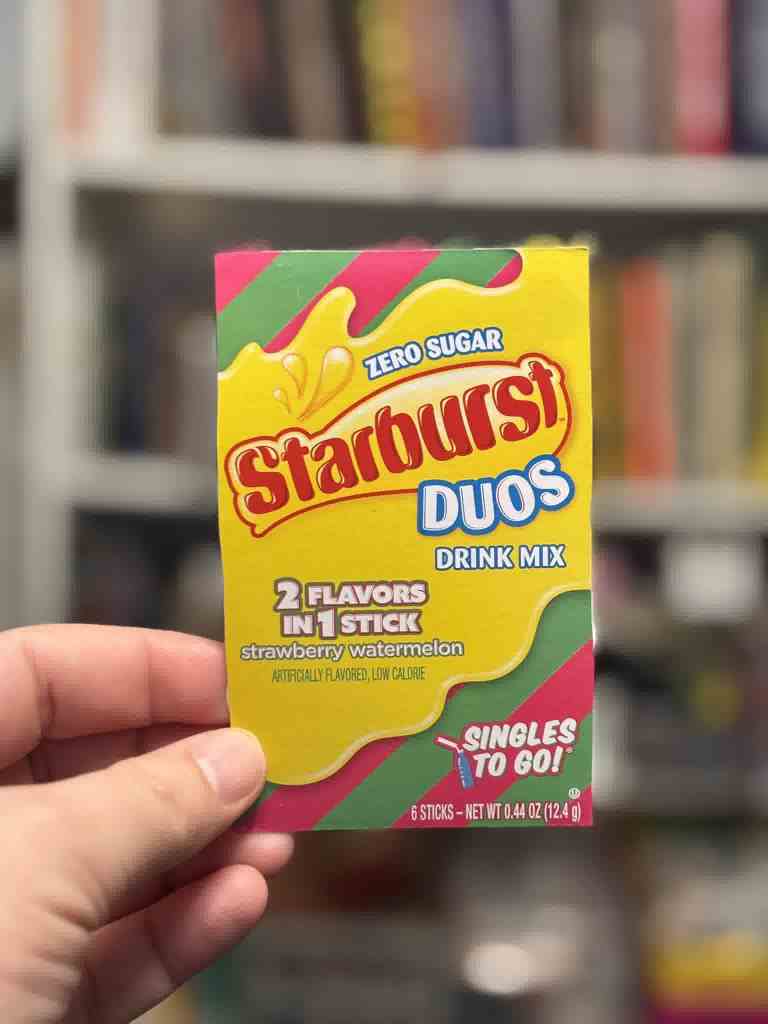 ZERO SUGAR
Starburst™
DUOS
DRINK MIX
2 FLAVORS
IN 1 STICK
strawberry watermelon
ARTIFICIALLY FLAVORED, LOW CALORIE
SINGLES
TO GO!
6 STICKS – NET WT 0.44 OZ (12.4 g)